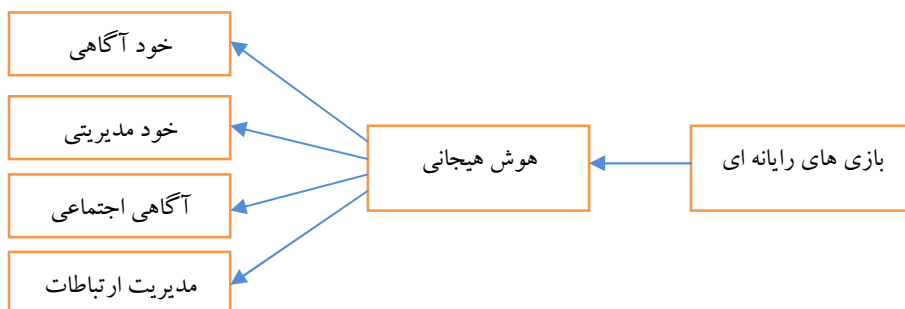 بازی های رایانه ای
هوش هیجانی
خود آگاهی
خود مدیریتی
آگاهی اجتماعی
مدیریت ارتباطات